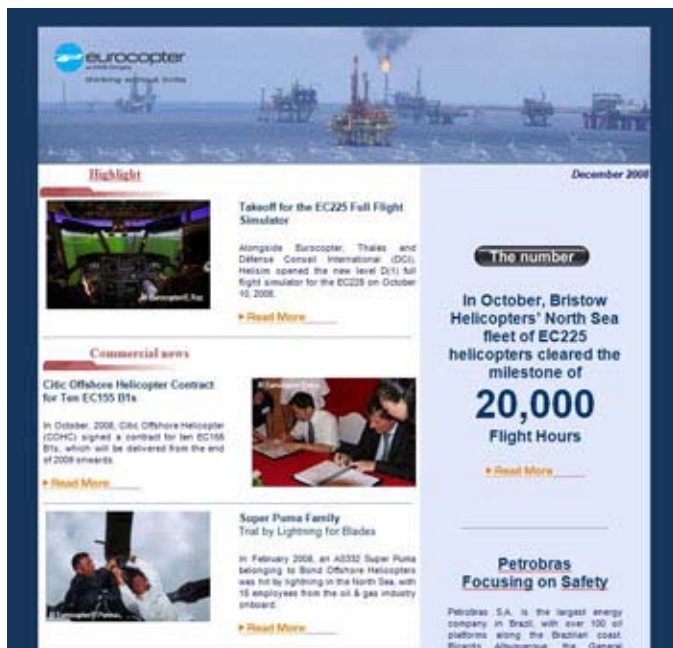 eurocopter
thinking without limits
Highlight
December 2008
Takeoff for the EC225 Full Flight
Simulator
Alongside Eurocopter, Thales and
Défense Conseil International (DCI),
Helisim opened the new level D(1) full
flight simulator for the EC225 on October
10, 2008.
Read More
Commercial news
Citic Offshore Helicopter Contract
for Ten EC155 B1s
In October, 2008, Citic Offshore Helicopter
(COHC) signed a contract for ten EC155
B1s, which will be delivered from the end
of 2009 onwards.
Read More
Super Puma Family
Trial by Lightning for Blades
In February 2008, an AS332 Super Puma
belonging to Bond Offshore Helicopters
was hit by lightning in the North Sea, with
15 employees from the oil & gas industry
onboard.
Read More
The number
In October, Bristow
Helicopters' North Sea
fleet of EC225
helicopters cleared the
milestone of
20,000
Flight Hours
Read More
Petrobras
Focusing on Safety
Petrobras S.A. is the largest energy
company in Brazil, with over 100 oil
platforms along the Brazilian coast.
Ricardo Albuquerque, the General